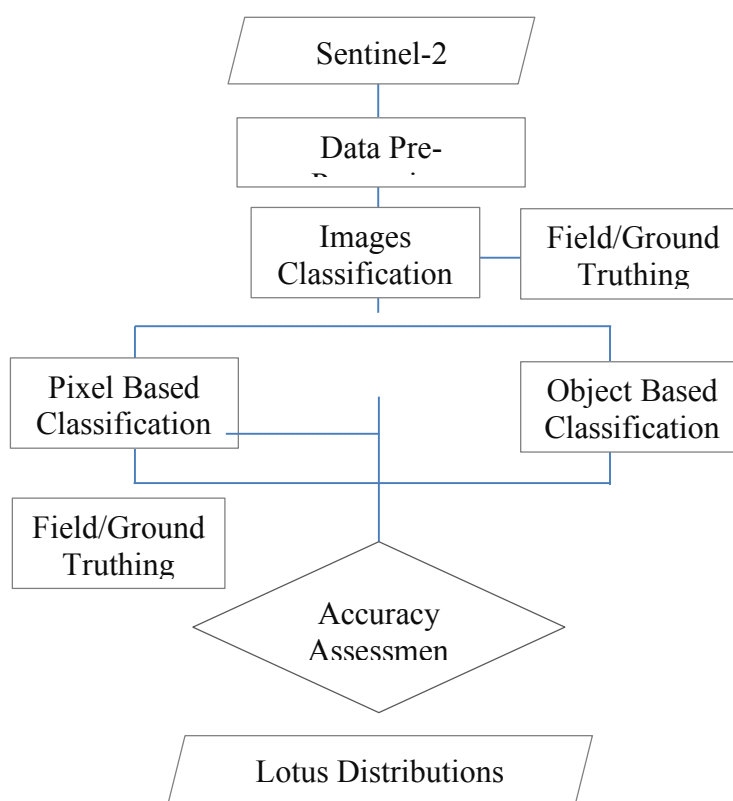 Sentinel-2
Data Pre-
Images
Classification
Field/Ground
Truthing
Pixel Based
Classification
Object Based
Classification
Field/Ground
Truthing
Accuracy
Assessmen
Lotus Distributions